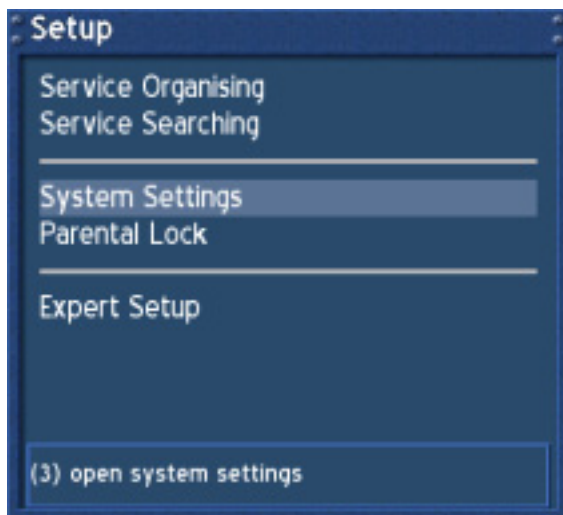 Setup
Service Organising
Service Searching
System Settings
Parental Lock
Expert Setup
(3) open system settings